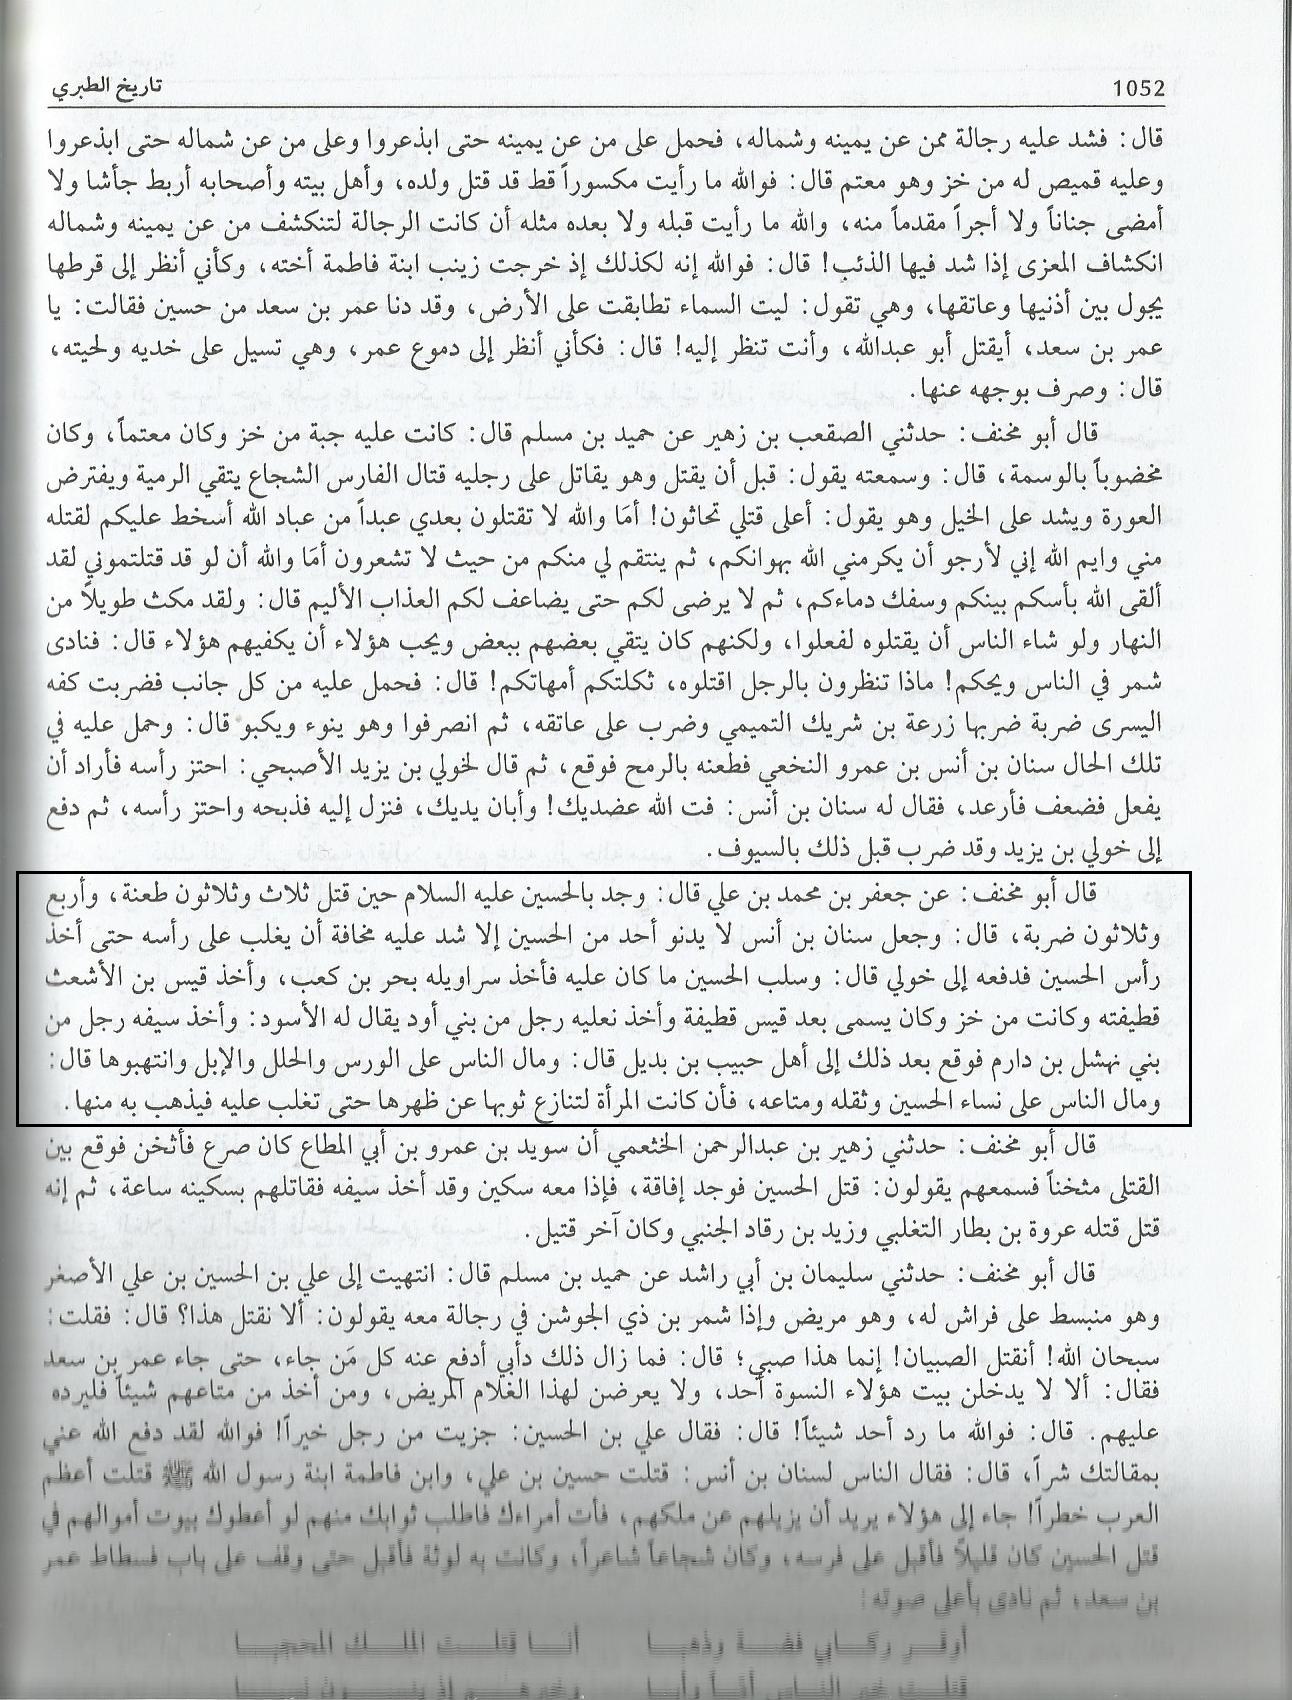 1052
تاريخ الطبري
قال: فشد عليه رجالة ممن عن يمينه وشماله، فحمل على من عن يمينه حتى ابذعروا وعلى من عن شماله حتى ابذعروا
وعليه قميص له من خز وهو معتم قال: فوالله ما رأيت مكسوراً قط قد قتل ولده، وأهل بيته وأصحابه أربط جأشا ولا
أمضى جناناً ولا أجرأ مقدماً منه، والله ما رأيت قبله ولا بعده مثله أن كانت الرجالة لتنكشف من عن يمينه وشماله
انكشاف المعزى إذا شد فيها الذئب! قال: فوالله إنه لكذلك إذ خرجت زينب ابنة فاطمة أخته، وكأني أنظر إلى قرطها
يجول بين أذنيها وعاتقها، وهي تقول: ليت السماء تطابقت على الأرض، وقد دنا عمر بن سعد من حسين فقالت: يا
عمر بن سعد، أيقتل أبو عبدالله، وأنت تنظر إليه! قال: فكأني أنظر إلى دموع عمر، وهي تسيل على خديه ولحيته،
قال: وصرف بوجهه عنها.
قال أبو مخنف: حدثني الصقعب بن زهير عن حميد بن مسلم قال: كانت عليه جبة من خز وكان معتماً، وكان
مخضوباً بالوسمة، قال: وسمعته يقول: قبل أن يقتل وهو يقاتل على رجليه قتال الفارس الشجاع يتقي الرمية ويفترض
العورة ويشد على الخيل وهو يقول: أعلى قتلي تحاثون! أمَا والله لا تقتلون بعدي عبداً من عباد الله أسخط عليكم لقتله
مني وايم الله إني لأرجو أن يكرمني الله بهوانكم، ثم ينتقم لي منكم من حيث لا تشعرون أمَا والله أن لو قد قتلتموني لقد
ألقى الله بأسكم بينكم وسفك دماءكم، ثم لا يرضى لكم حتى يضاعف لكم العذاب الأليم قال: ولقد مكث طويلاً من
النهار ولو شاء الناس أن يقتلوه لفعلوا، ولكنهم كان يتقي بعضهم ببعض ويحب هؤلاء أن يكفيهم هؤلاء قال: فنادى
شمر في الناس ويحكم! ماذا تنظرون بالرجل اقتلوه، ثكلتكم أمهاتكم! قال: فحمل عليه من كل جانب فضربت كفه
اليسرى ضربة ضربها زرعة بن شريك التميمي وضرب على عاتقه، ثم انصرفوا وهو ينوء ويكبو قال: وحمل عليه في
تلك الحال سنان بن أنس بن عمرو النخعي فطعنه بالرمح فوقع، ثم قال لخولي بن يزيد الأصبحي: احتز رأسه فأراد أن
يفعل فضعف فأرعد، فقال له سنان بن أنس: فت الله عضديك! وأبان يديك، فنزل إليه فذبحه واحتز رأسه، ثم دفع
إلى خولي بن يزيد وقد ضرب قبل ذلك بالسيوف.
قال أبو مخنف: عن جعفر بن محمد بن علي قال: وجد بالحسين عليه السلام حين قتل ثلاث وثلاثون طعنة، وأربع
وثلاثون ضربة، قال: وجعل سنان بن أنس لا يدنو أحد من الحسين إلا شد عليه مخافة أن يغلب على رأسه حتى أخذ
رأس الحسين فدفعه إلى خولي قال: وسلب الحسين ما كان عليه فأخذ سراويله بحر بن كعب، وأخذ قيس بن الأشعث
قطيفته وكانت من خز وكان يسمى بعد قيس قطيفة وأخذ نعليه رجل من بني أود يقال له الأسود: وأخذ سيفه رجل من
بني نهشل بن دارم فوقع بعد ذلك إلى أهل حبيب بن بديل قال: ومال الناس على الورس والحلل والإبل وانتهبوها قال:
ومال الناس على نساء الحسين وثقله ومتاعه، فأن كانت المرأة لتنازع ثوبها عن ظهرها حتى تغلب عليه فيذهب به منها.
قال أبو مخنف: حدثني زهير بن عبدالرحمن الخثعمي أن سويد بن عمرو بن أبي المطاع كان صرع فأثخن فوقع بين
القتلى مثخناً فسمعهم يقولون: قتل الحسين فوجد إفاقة، فإذا معه سكين وقد أخذ سيفه فقاتلهم بسكينه ساعة، ثم إنه
قتل قتله عروة بن بطار التغلبي وزيد بن رقاد الجنبي وكان آخر قتيل.
قال أبو مخنف: حدثني سليمان بن أبي راشد عن حميد بن مسلم قال: انتهيت إلى علي بن الحسين بن علي الأصغر
وهو منبسط على فراش له، وهو مريض وإذا شمر بن ذي الجوشن في رجالة معه يقولون: ألا نقتل هذا؟ قال: فقلت:
سبحان الله! أنقتل الصبيان! إنما هذا صبي؛ قال: فما زال ذلك دأبي أدفع عنه كل مَن جاء، حتى جاء عمر بن سعد
فقال: ألا لا يدخلن بيت هؤلاء النسوة أحد، ولا يعرضن لهذا الغلام المريض، ومن أخذ من متاعهم شيئاً فليرده
عليهم. قال: فوالله ما رد أحد شيئاً! قال: فقال علي بن الحسين: جزيت من رجل خيراً! فوالله لقد دفع الله عني
بمقالتك شراً، قال: فقال الناس لسنان بن أنس: قتلت حسين بن علي، وابن فاطمة ابنة رسول الله ﷺ قتلت أعظم
العرب خطراً! جاء إلى هؤلاء يريد أن يزيلهم عن ملكهم، فأت أمراءك فاطلب ثوابك منهم لو أعطوك بيوت أموالهم في
قتل الحسين كان قليلاً فأقبل على فرسه، وكان شجاعاً شاعراً، وكانت به لوثة فأقبل حتى وقف على باب فسطاط عمر
بن سعد، ثم نادى بأعلى صوته:
أوقر ركابي فضة وذهبا أنا قتلت الملك المحجبا